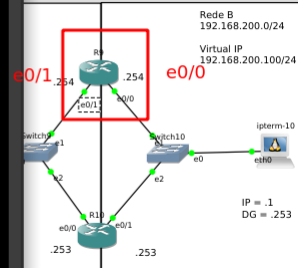 Rede B
192.168.200.0/24
Virtual IP
192.168.200.100/24
R9
e0/1
.254
.254
e0/0
e0/1
e0/0
Switch9
e1
Switch10
e1
ipterm-10
e0
eth0
e2
e2
IP = .1
DG = .253
R10
e0/0
e0/1
.253
.253